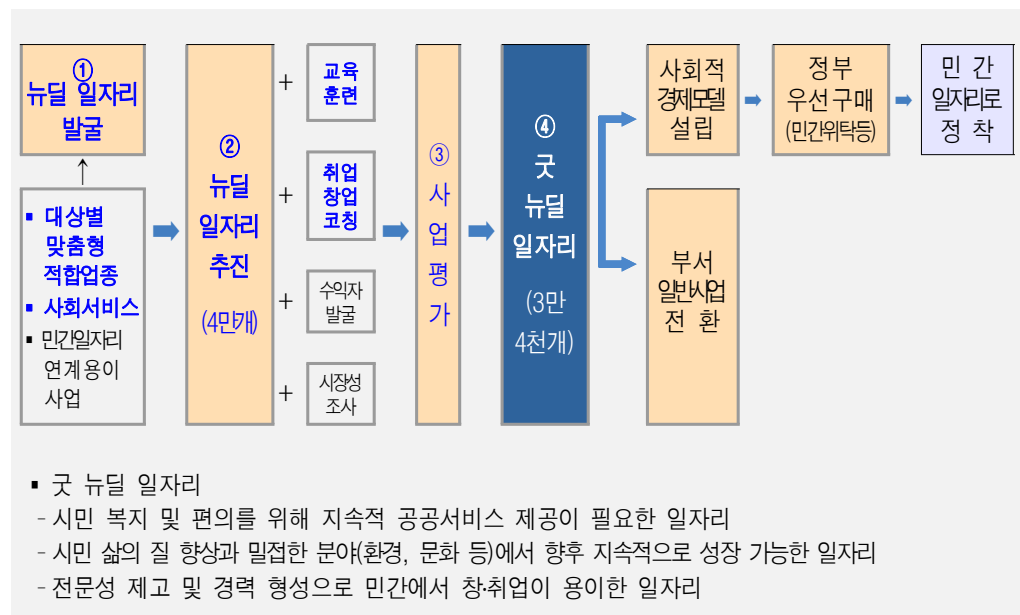 ①
뉴딜 일자리
발굴
↑
▪ 대상별
맞춤형
적합업종
▪ 사회서비스
▪ 민간일자리
연계용이
사업
②
뉴딜
일자리
추진
(4만개)
+
교육
훈련
+
취업
창업
코칭
+
수익자
발굴
+
시장성
조사
③
사
업
평
가
④
굿
뉴딜
일자리
(3만
4천개)
사회적
경제모델
설립
정부
우선구매
(민간위탁등)
민 간
일자리로
정 착
부서
일반사업
전 환
▪ 굿 뉴딜 일자리
- 시민 복지 및 편의를 위해 지속적 공공서비스 제공이 필요한 일자리
- 시민 삶의 질 향상과 밀접한 분야(환경, 문화 등)에서 향후 지속적으로 성장 가능한 일자리
- 전문성 제고 및 경력 형성으로 민간에서 창·취업이 용이한 일자리